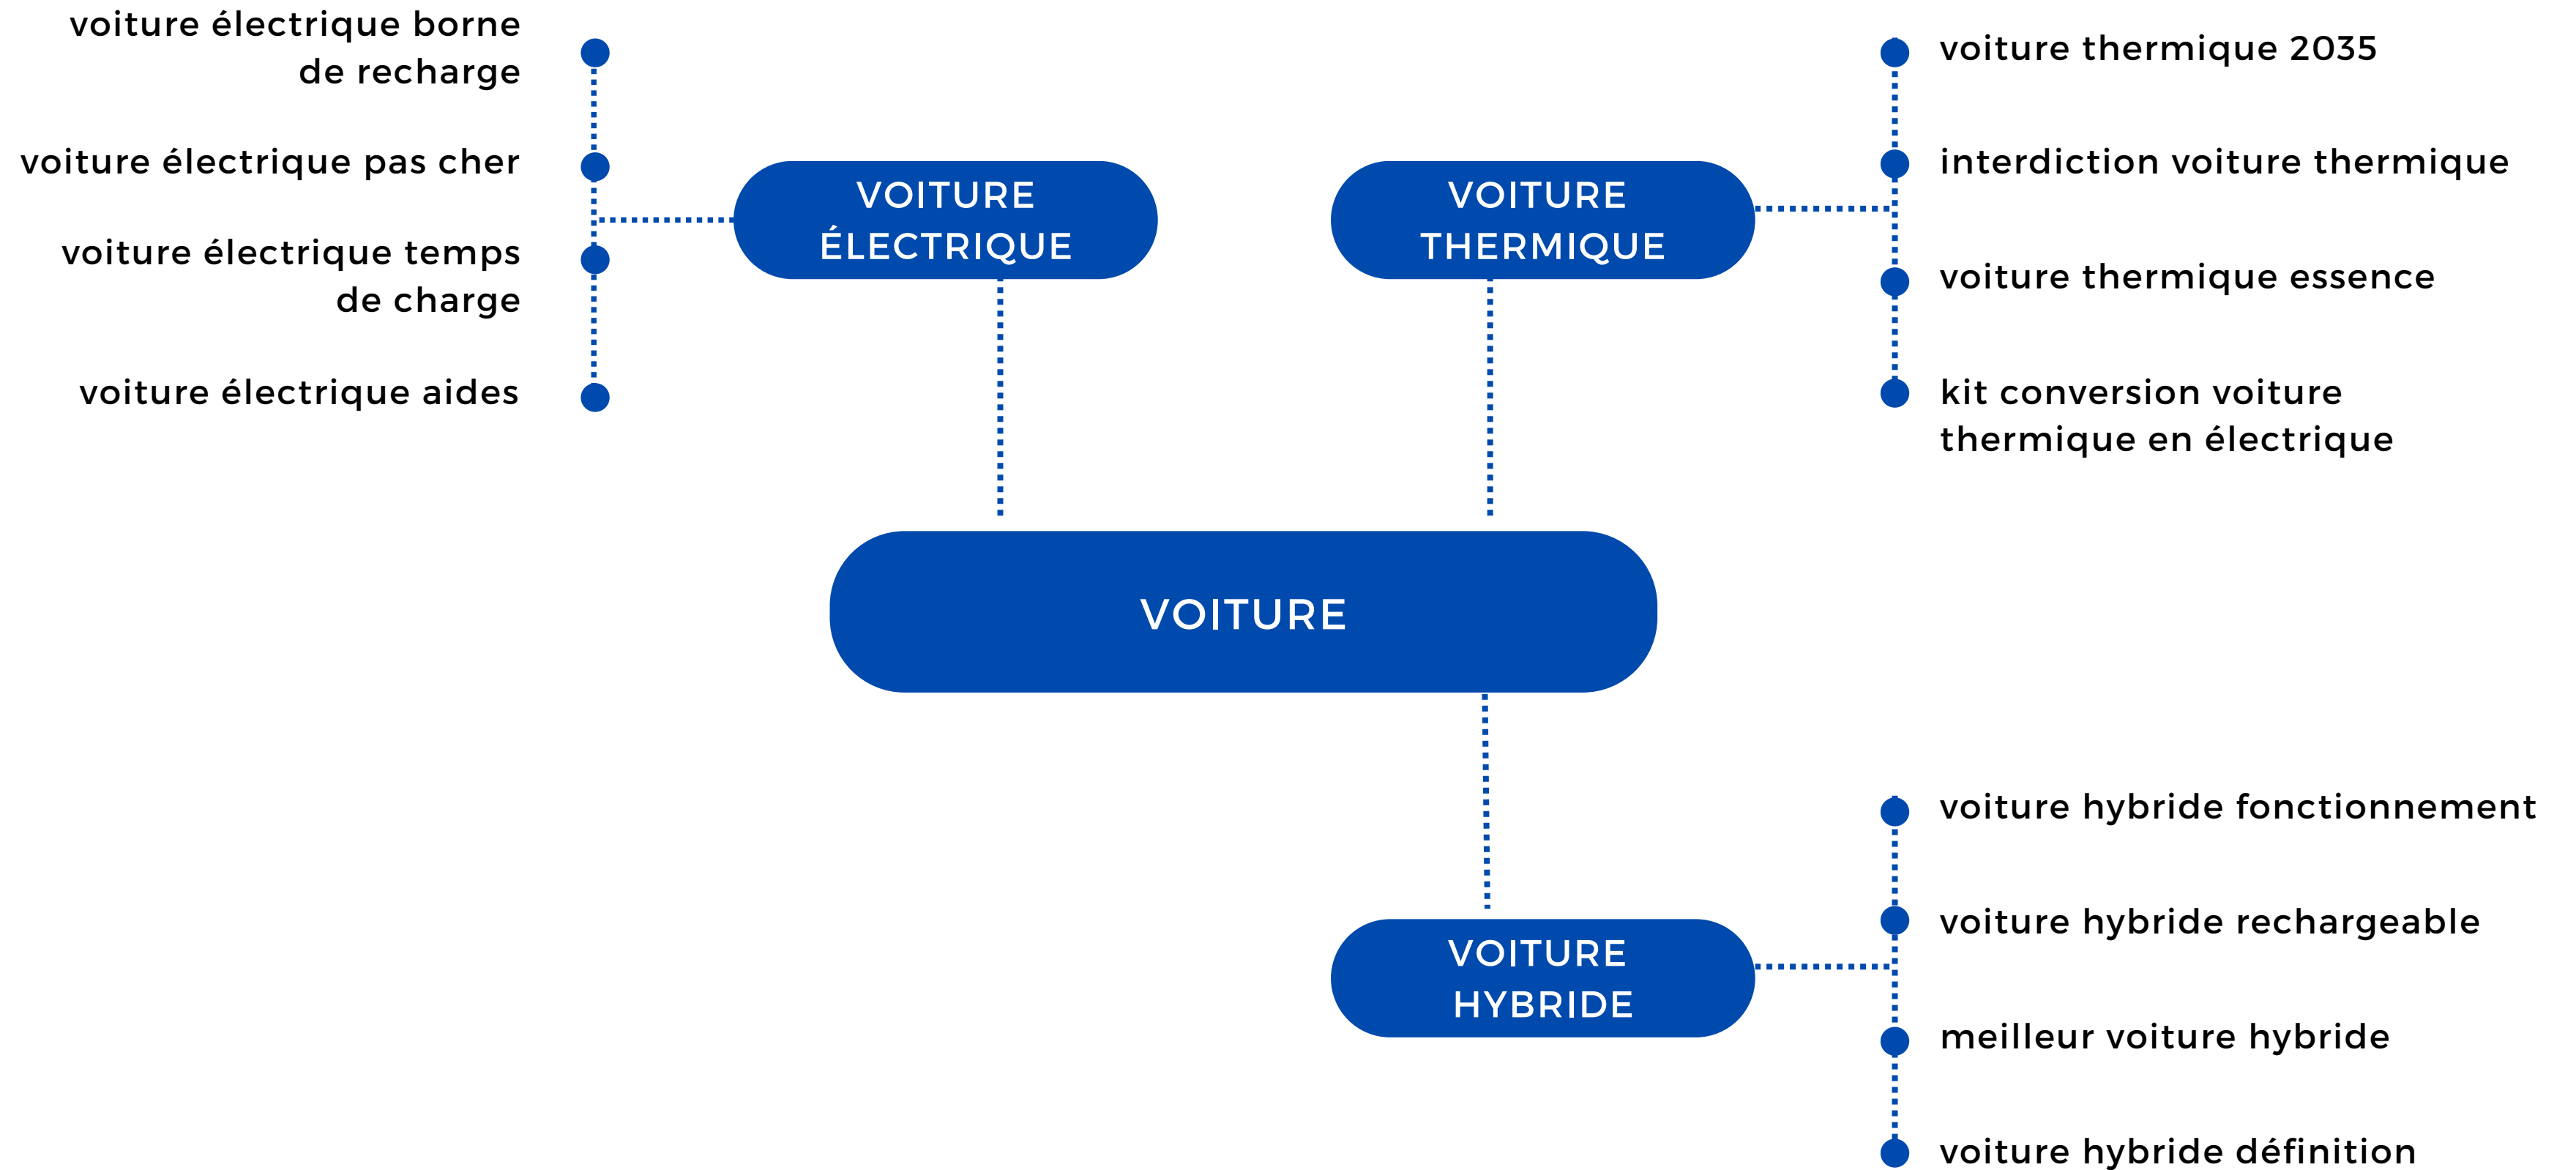 voiture électrique borne
de recharge
voiture électrique pas cher
voiture électrique temps
de charge
voiture électrique aides
VOITURE
ÉLECTRIQUE
VOITURE
THERMIQUE
voiture thermique 2035
interdiction voiture thermique
voiture thermique essence
kit conversion voiture
thermique en électrique
VOITURE
VOITURE
HYBRIDE
voiture hybride fonctionnement
voiture hybride rechargeable
meilleur voiture hybride
voiture hybride définition